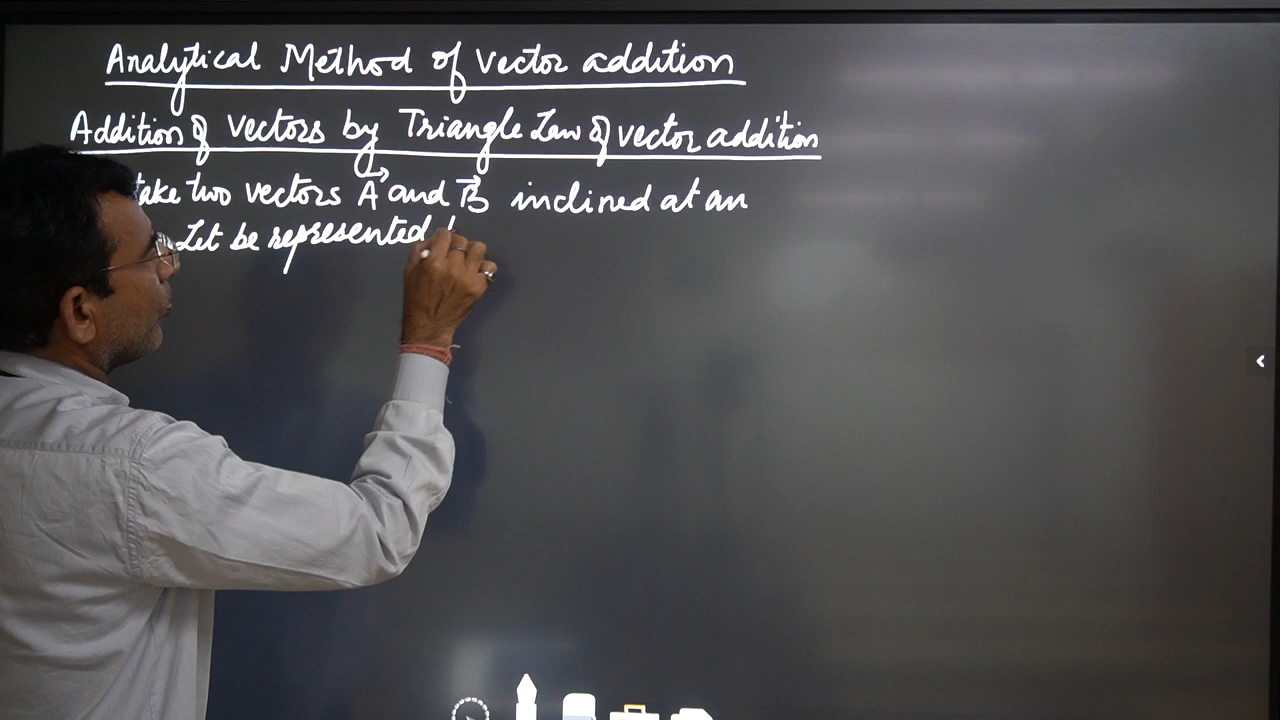 Analytical Method of vector addition
Addition of vectors by Triangle Law of vector addition
take two vectors A⃗ and B⃗ inclined at an
Let be represented